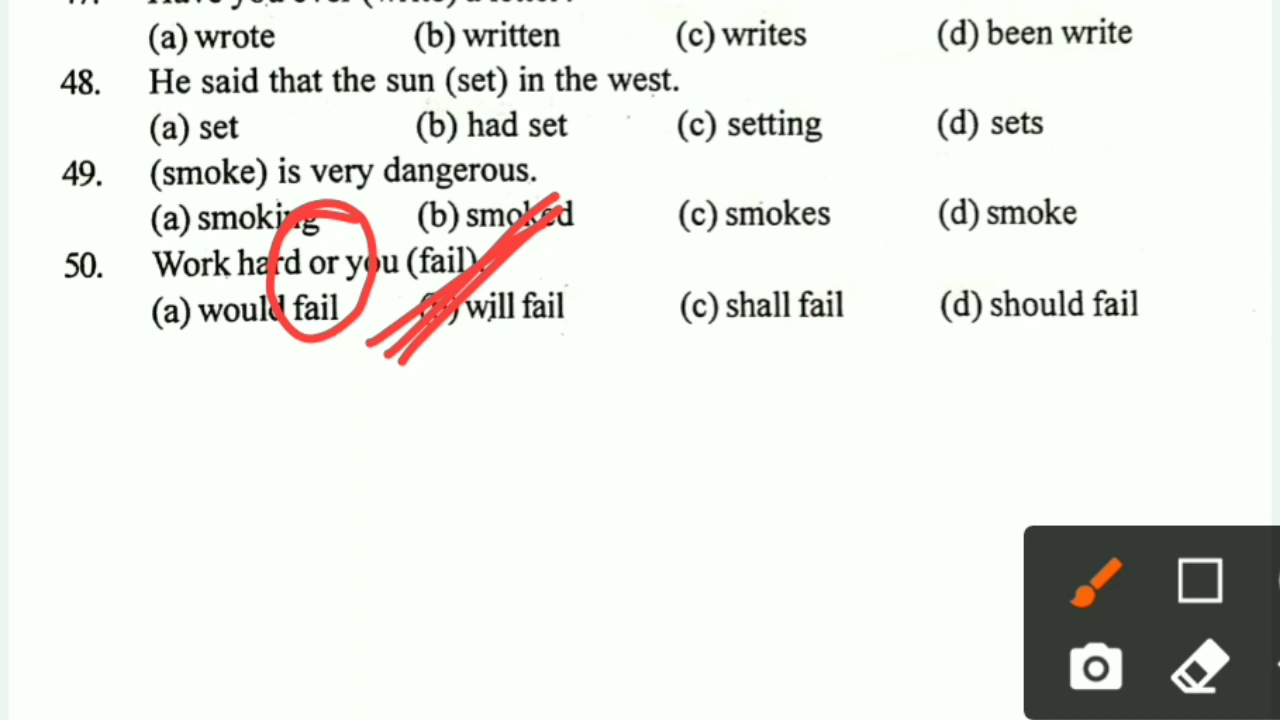 (a) wrote (b) written (c) writes (d) been write
48. He said that the sun (set) in the west.
(a) set (b) had set (c) setting (d) sets
49. (smoke) is very dangerous.
(a) smoking (b) smoked (c) smokes (d) smoke
50. Work hard or you (fail).
(a) would fail (b) will fail (c) shall fail (d) should fail